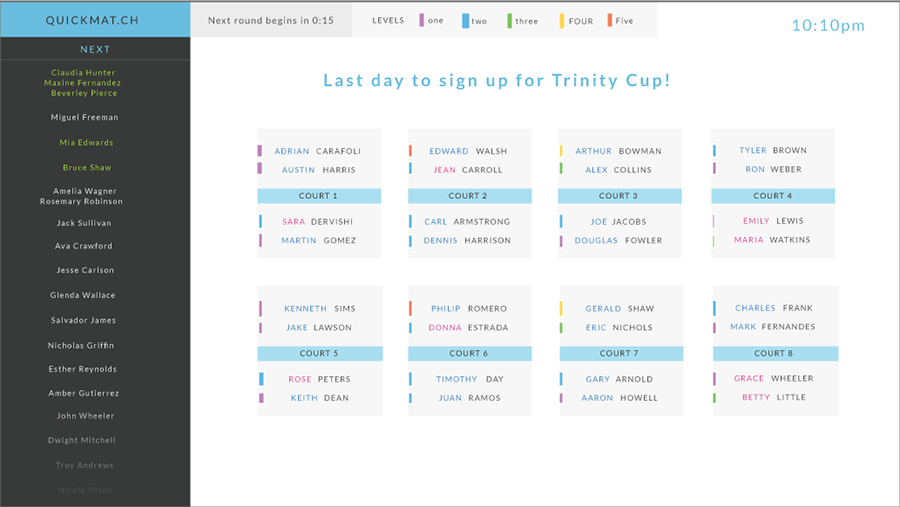 QUICKMAT.CH
Next round begins in 0:15
LEVELS one two three FOUR Five
10:10pm
NEXT
Claudia Hunter
Maxine Fernandez
Beverley Pierce
Miguel Freeman
Mia Edwards
Bruce Shaw
Amelia Wagner
Rosemary Robinson
Jack Sullivan
Ava Crawford
Jesse Carlson
Glenda Wallace
Salvador James
Nicholas Griffin
Esther Reynolds
Amber Gutierrez
John Wheeler
Dwight Mitchell
Troy Andrews
Nicole Olson
Last day to sign up for Trinity Cup!
ADRIAN CARAFOLI
AUSTIN HARRIS
COURT 1
SARA DERVISHI
MARTIN GOMEZ
EDWARD WALSH
JEAN CARROLL
COURT 2
CARL ARMSTRONG
DENNIS HARRISON
ARTHUR BOWMAN
ALEX COLLINS
COURT 3
JOE JACOBS
DOUGLAS FOWLER
TYLER BROWN
RON WEBER
COURT 4
EMILY LEWIS
MARIA WATKINS
KENNETH SIMS
JAKE LAWSON
COURT 5
ROSE PETERS
KEITH DEAN
PHILIP ROMERO
DONNA ESTRADA
COURT 6
TIMOTHY DAY
JUAN RAMOS
GERALD SHAW
ERIC NICHOLS
COURT 7
GARY ARNOLD
AARON HOWELL
CHARLES FRANK
MARK FERNANDES
COURT 8
GRACE WHEELER
BETTY LITTLE